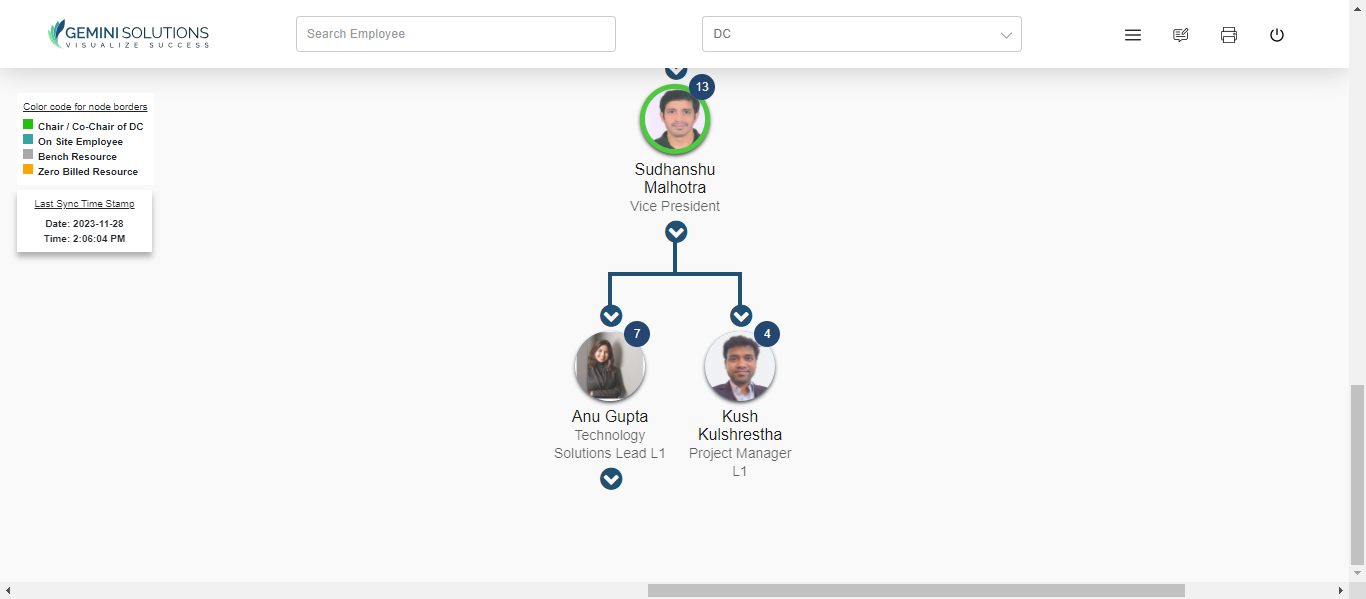 GEMINI SOLUTIONS
VISUALIZE SUCCESS
Search Employee
DC
Color code for node borders
Chair / Co-Chair of DC
On Site Employee
Bench Resource
Zero Billed Resource
Last Sync Time Stamp
Date: 2023-11-28
Time: 2:06:04 PM
13
Sudhanshu
Malhotra
Vice President
7
Anu Gupta
Technology
Solutions Lead L1
4
Kush
Kulshrestha
Project Manager
L1